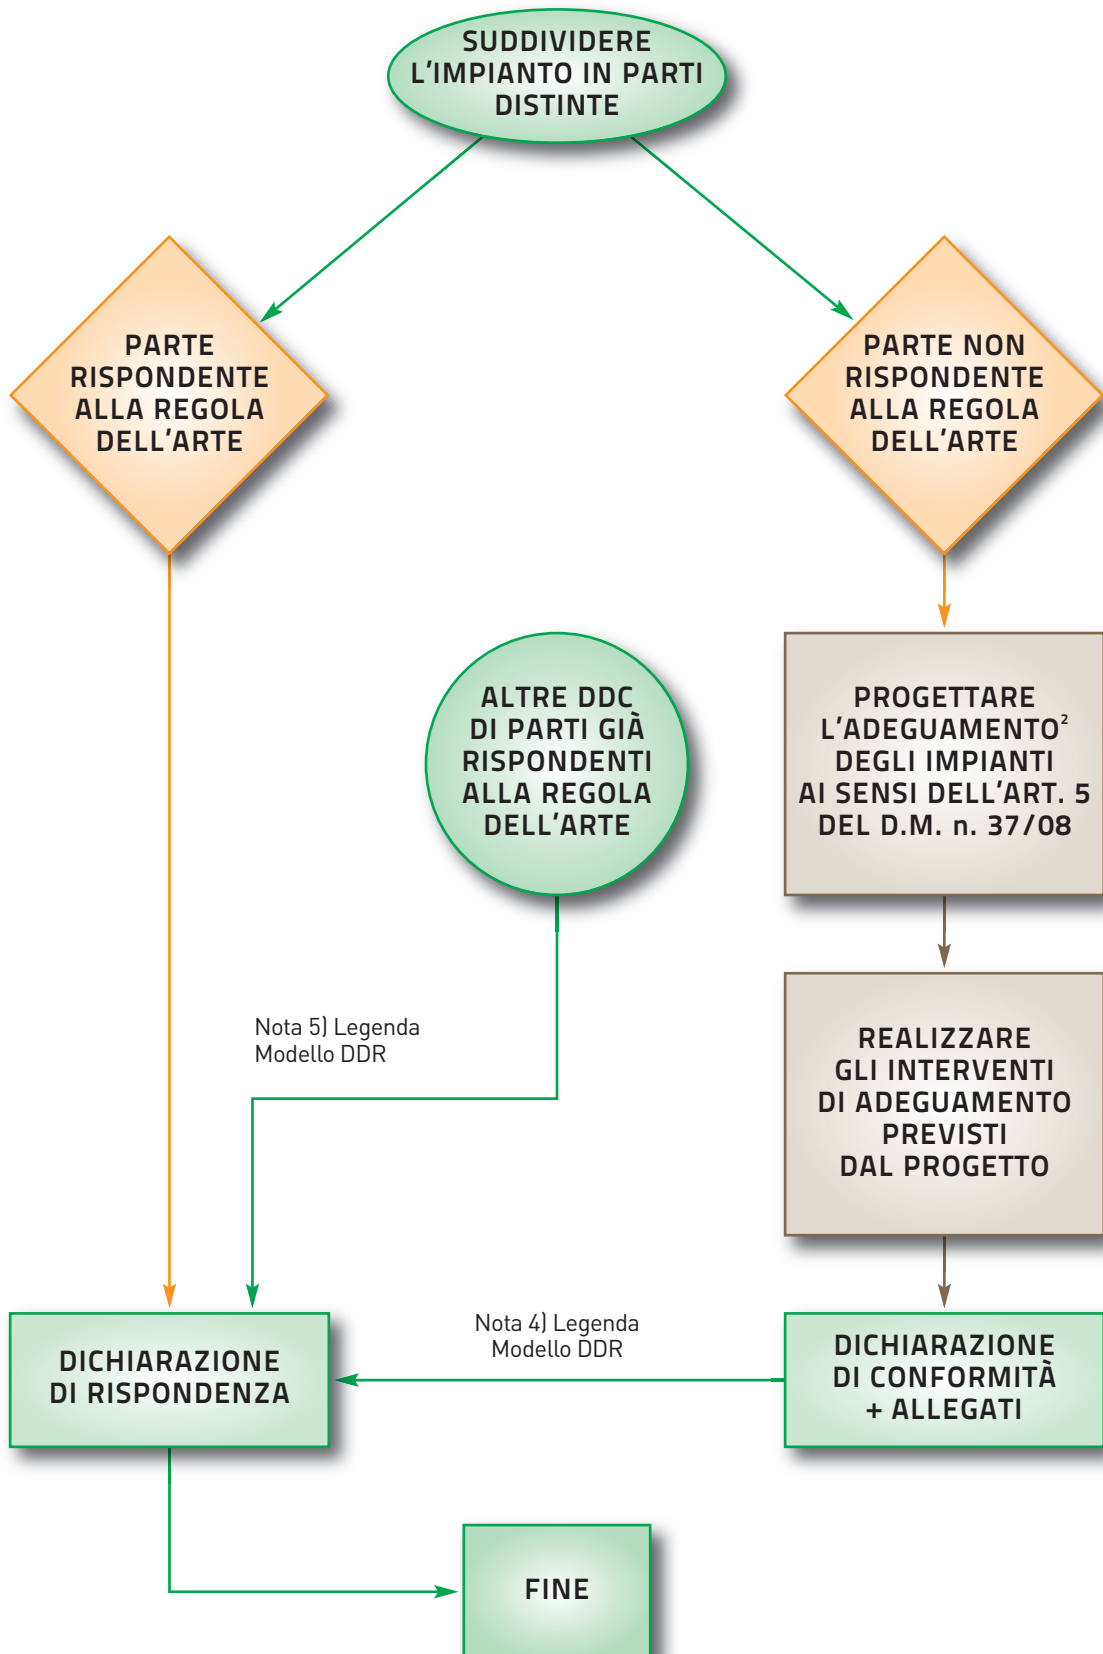 SUDDIVIDERE
L'IMPIANTO IN PARTI
DISTINTE
PARTE
RISPONDENTE
ALLA REGOLA
DELL'ARTE
PARTE NON
RISPONDENTE
ALLA REGOLA
DELL'ARTE
ALTRE DDC
DI PARTI GIÀ
RISPONDENTI
ALLA REGOLA
DELL'ARTE
PROGETTARE
L'ADEGUAMENTO²
DEGLI IMPIANTI
AI SENSI DELL'ART. 5
DEL D.M. n. 37/08
Nota 5) Legenda
Modello DDR
REALIZZARE
GLI INTERVENTI
DI ADEGUAMENTO
PREVISTI
DAL PROGETTO
DICHIARAZIONE
DI RISPONDENZA
Nota 4) Legenda
Modello DDR
DICHIARAZIONE
DI CONFORMITÀ
+ ALLEGATI
FINE